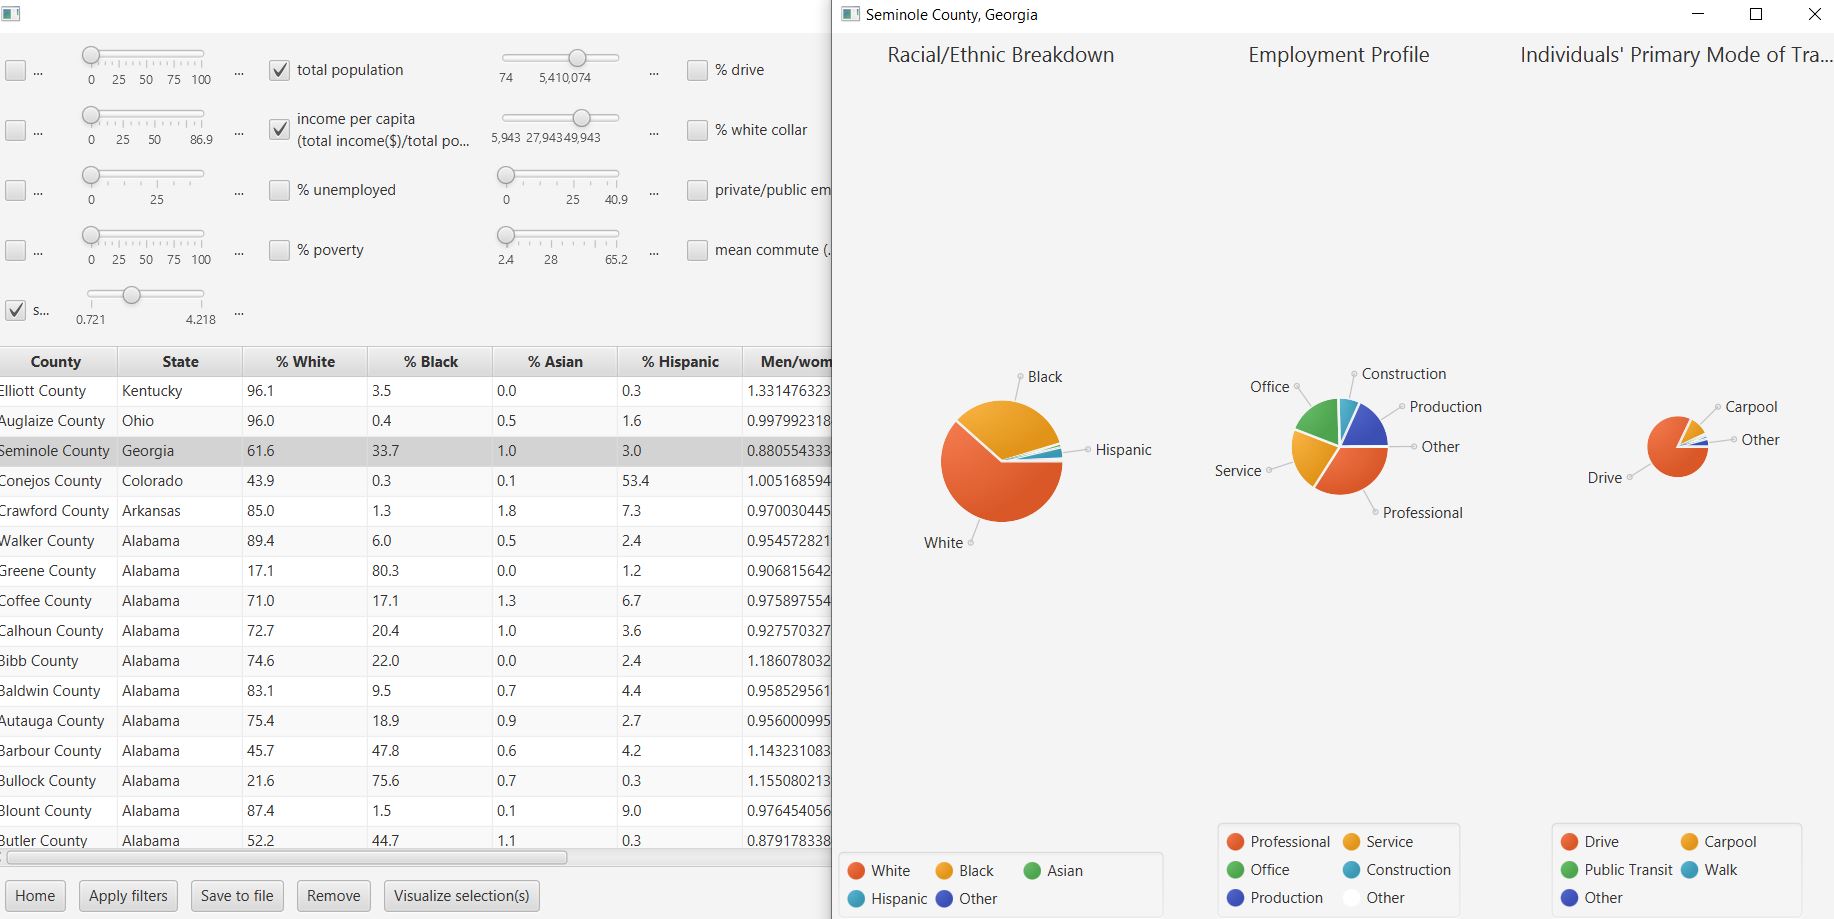 Seminole County, Georgia
...
0 25 50 75 100
...
total population
74 5,410,074
...
% drive
...
0 25 50 86.9
...
income per capita
(total income($)/total po...
5,943 27,943 49,943
...
% white collar
...
0 25
...
% unemployed
0 25 40.9
...
private/public em
...
0 25 50 75 100
...
% poverty
2.4 28 65.2
...
mean commute (.
s...
0.721 4.218
...
County State % White % Black % Asian % Hispanic Men/wom
Elliott County Kentucky 96.1 3.5 0.0 0.3 1.331476323
Auglaize County Ohio 96.0 0.4 0.5 1.6 0.997992318
Seminole County Georgia 61.6 33.7 1.0 3.0 0.880554333
Conejos County Colorado 43.9 0.3 0.1 53.4 1.005168594
Crawford County Arkansas 85.0 1.3 1.8 7.3 0.970030445
Walker County Alabama 89.4 6.0 0.5 2.4 0.954572821
Greene County Alabama 17.1 80.3 0.0 1.2 0.906815642
Coffee County Alabama 71.0 17.1 1.3 6.7 0.975897554
Calhoun County Alabama 72.7 20.4 1.0 3.6 0.927570327
Bibb County Alabama 74.6 22.0 0.0 2.4 1.186078032
Baldwin County Alabama 83.1 9.5 0.7 4.4 0.958529561
Autauga County Alabama 75.4 18.9 0.9 2.7 0.956000995
Barbour County Alabama 45.7 47.8 0.6 4.2 1.143231083
Bullock County Alabama 21.6 75.6 0.7 0.3 1.155080213
Blount County Alabama 87.4 1.5 0.1 9.0 0.976454056
Butler County Alabama 52.2 44.7 1.1 0.3 0.879178338
Home Apply filters Save to file Remove Visualize selection(s)
Racial/Ethnic Breakdown
Black
Hispanic
White
White Black Asian
Hispanic Other
Employment Profile
Construction
Office
Production
Other
Service
Professional
Professional Service
Office Construction
Production Other
Individuals' Primary Mode of Tra...
Carpool
Other
Drive
Drive Carpool
Public Transit Walk
Other